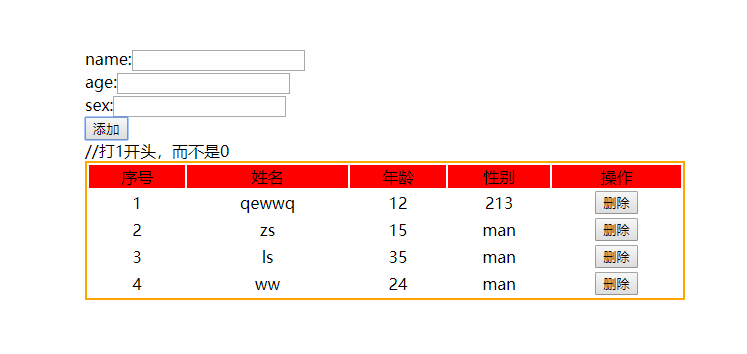 name:
age:
sex:
添加
//打1开头，而不是0
序号 姓名 年龄 性别 操作
1 qewwq 12 213 删除
2 zs 15 man 删除
3 ls 35 man 删除
4 ww 24 man 删除